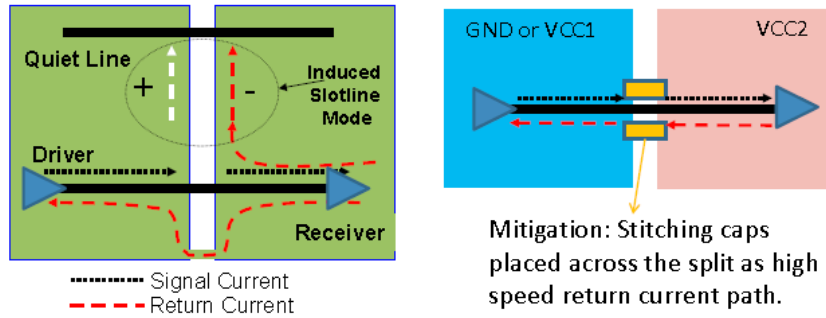 Quiet Line
+
-
Induced
Slotline
Mode
Driver
Receiver
Signal Current
Return Current
GND or VCC1
VCC2
Mitigation: Stitching caps
placed across the split as high
speed return current path.